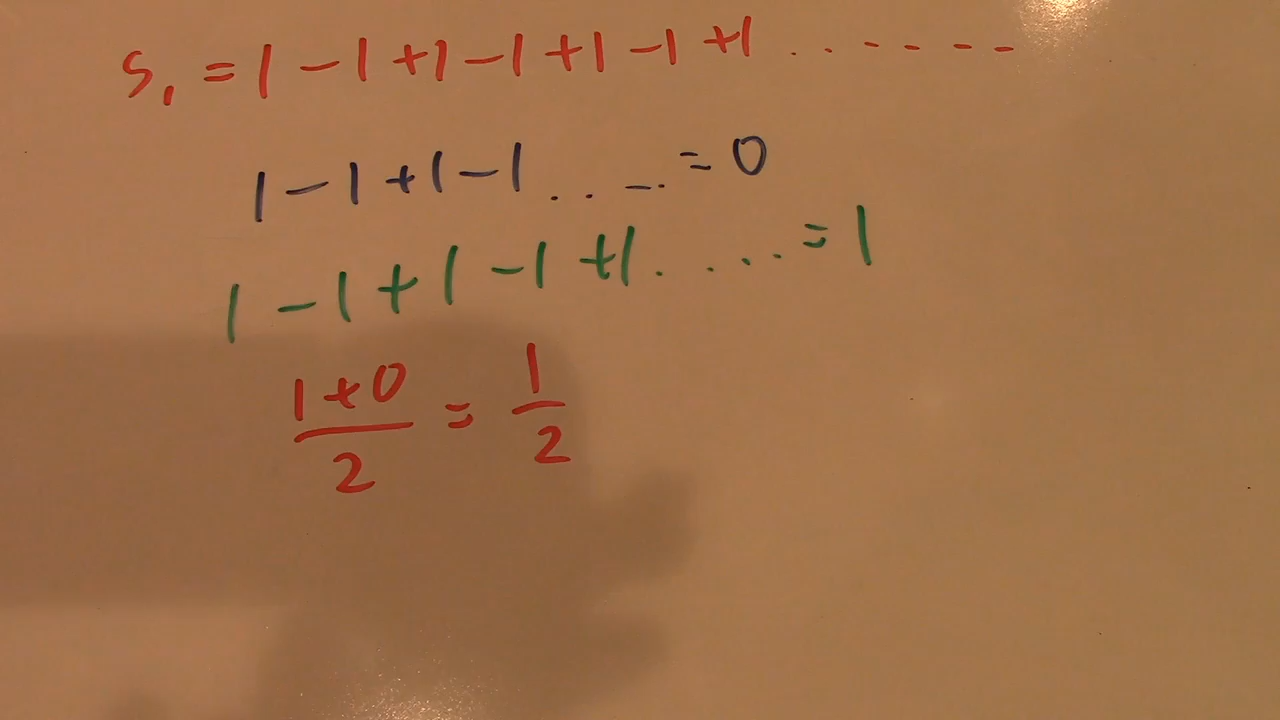 S₁ = 1 - 1 + 1 - 1 + 1 - 1 + 1 . . - - - - -
1 - 1 + 1 - 1 . . - . = 0
1 - 1 + 1 - 1 + 1 . . . . = 1
(1+0)/2 = 1/2